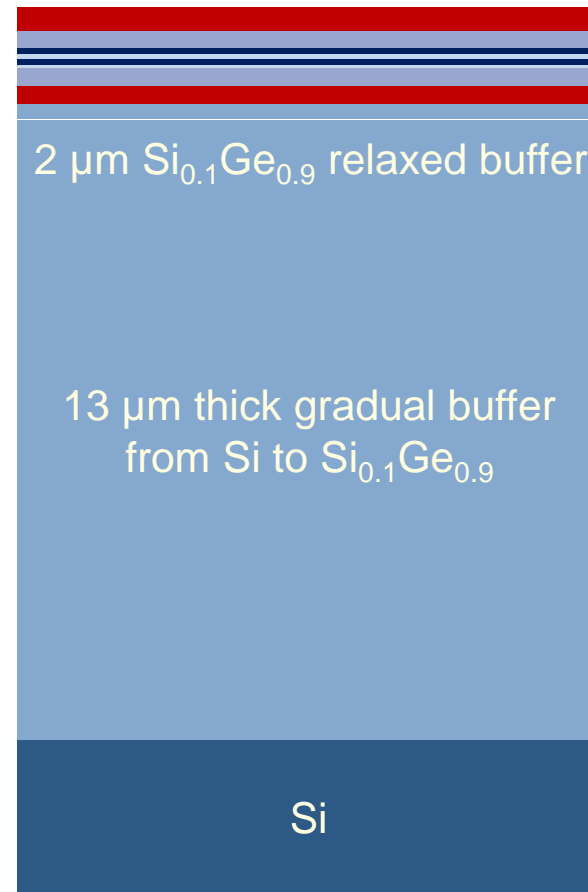 2 µm Si₀.₁Ge₀.₉ relaxed buffer
13 µm thick gradual buffer
from Si to Si₀.₁Ge₀.₉
Si